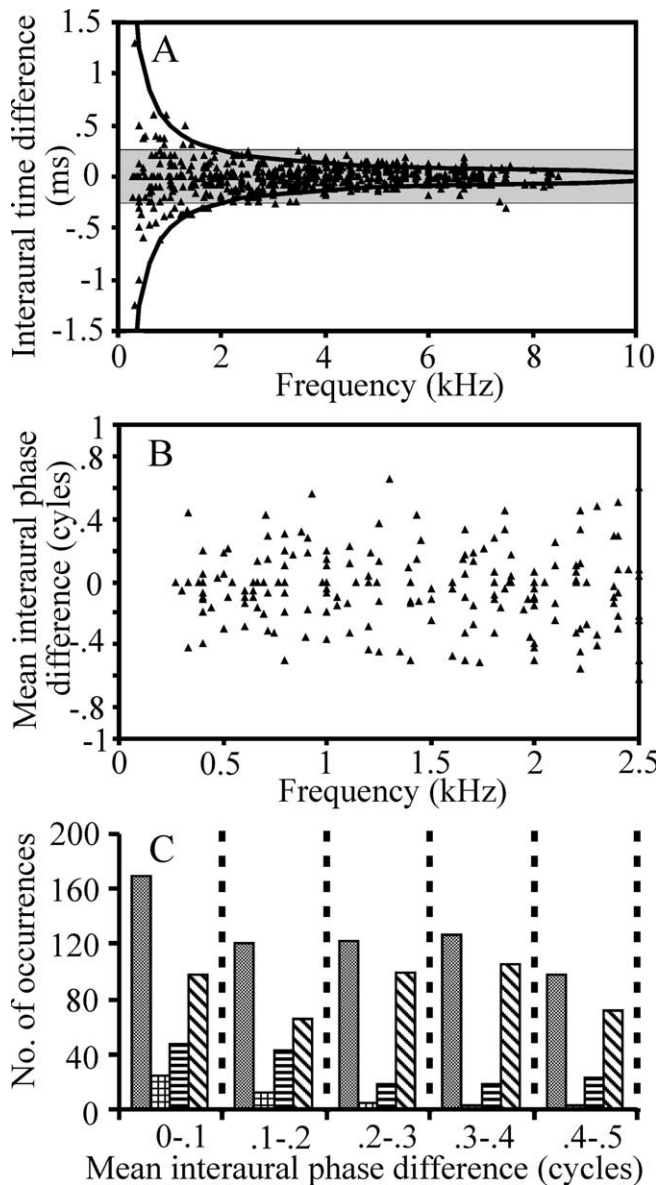 A
Interaural time difference
(ms)
1.5
1
.5
0
-.5
-1
-1.5
0 2 4 6 8 10
Frequency (kHz)
B
Mean interaural phase
difference (cyles)
1
.8
.4
0
-.4
-.8
-1
0 0.5 1 1.5 2 2.5
Frequency (kHz)
C
No. of occurrences
200
160
120
80
40
0
0-.1 .1-.2 .2-.3 .3-.4 .4-.5
Mean interaural phase difference (cycles)